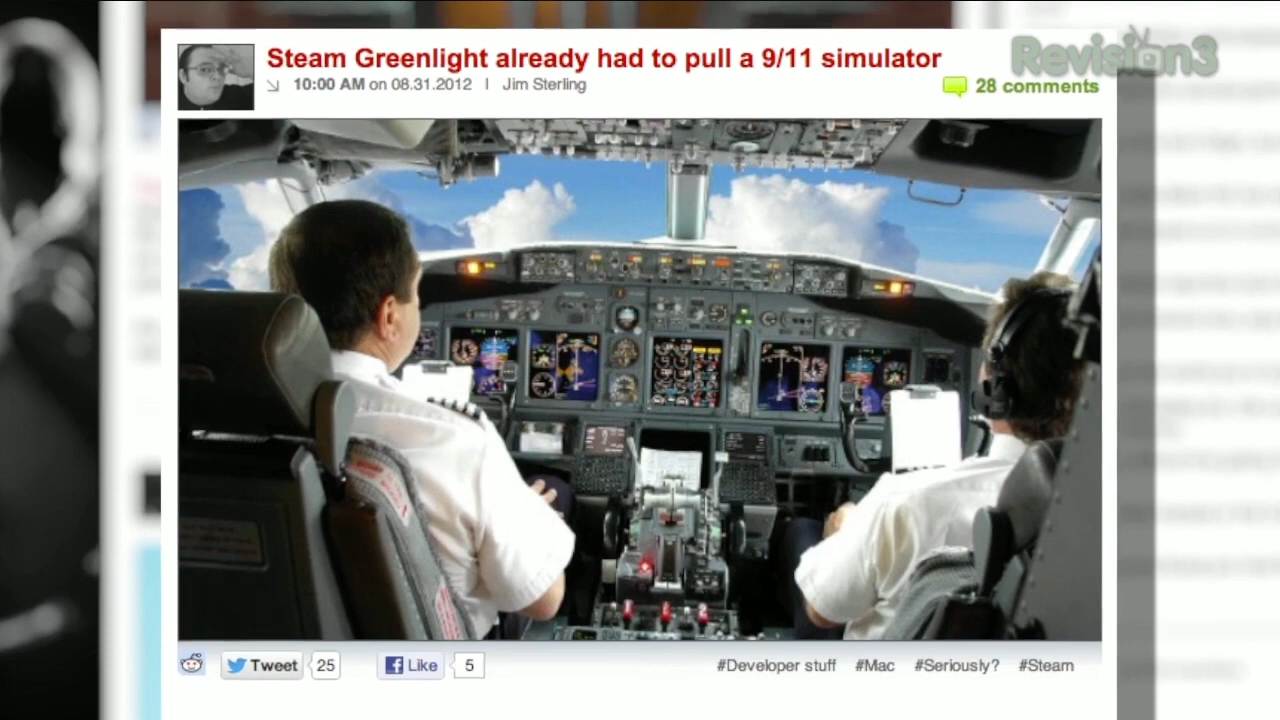 Steam Greenlight already had to pull a 9/11 simulator
Revision3
10:00 AM on 08.31.2012 | Jim Sterling
28 comments
Tweet 25
Like 5
#Developer stuff #Mac #Seriously? #Steam